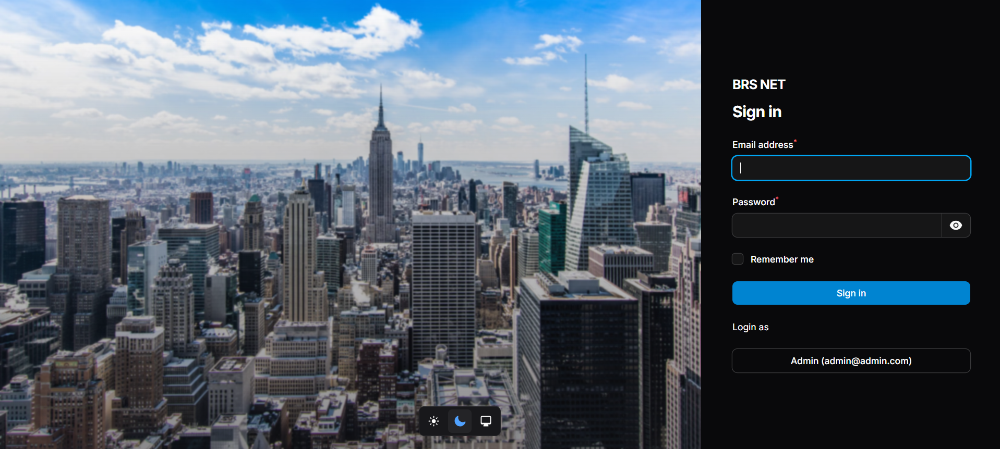 BRS NET
Sign in
Email address*
Password*
Remember me
Sign in
Login as
Admin (admin@admin.com)